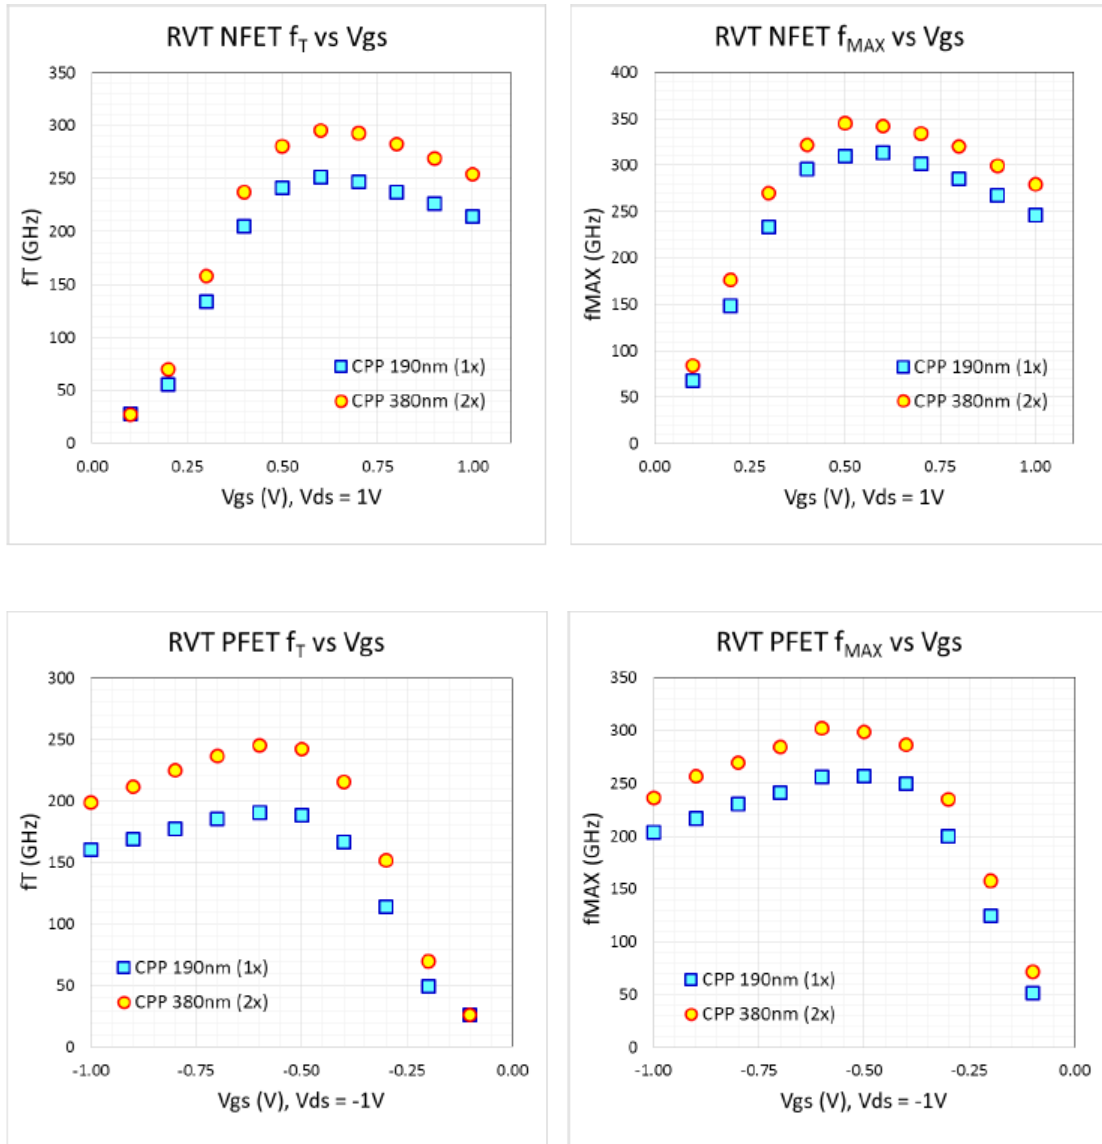 RVT NFET fT vs Vgs
350
300
250
200
150
100
50
0
fT (GHz)
CPP 190nm (1x)
CPP 380nm (2x)
0.00 0.25 0.50 0.75 1.00
Vgs (V), Vds = 1V
RVT NFET fMAX vs Vgs
400
350
300
250
200
150
100
50
0
fMAX (GHz)
CPP 190nm (1x)
CPP 380nm (2x)
0.00 0.25 0.50 0.75 1.00
Vgs (V), Vds = 1V
RVT PFET fT vs Vgs
300
250
200
150
100
50
0
fT (GHz)
CPP 190nm (1x)
CPP 380nm (2x)
-1.00 -0.75 -0.50 -0.25 0.00
Vgs (V), Vds = -1V
RVT PFET fMAX vs Vgs
350
300
250
200
150
100
50
0
fMAX (GHz)
CPP 190nm (1x)
CPP 380nm (2x)
-1.00 -0.75 -0.50 -0.25 0.00
Vgs (V), Vds = -1V